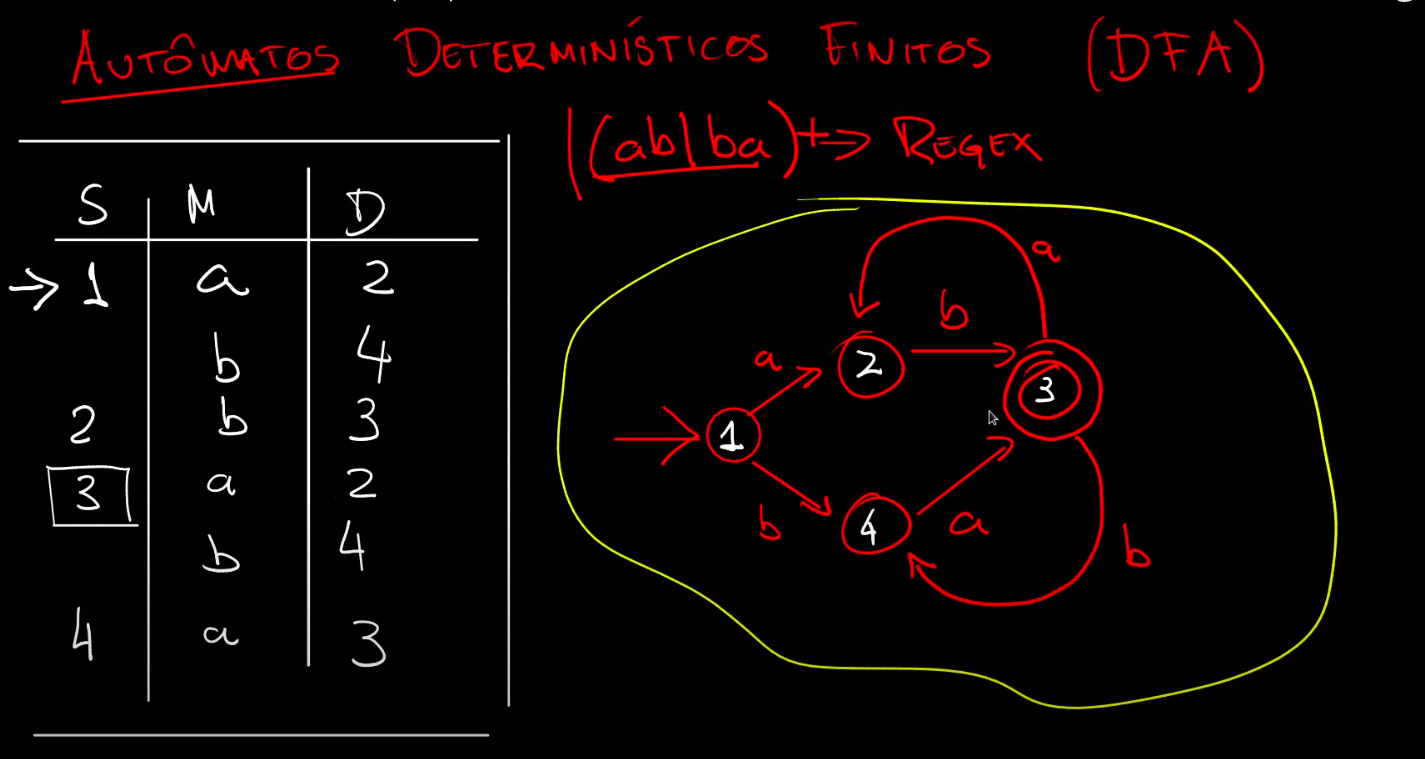 AUTÔMATOS DETERMINÍSTICOS FINITOS (DFA)
(ab|ba)+ => REGEX
S M D
→ 1 a 2
b 4
2 b 3
3 a 2
b 4
4 a 3
a
b
a
2
3
1
b
4
a
b